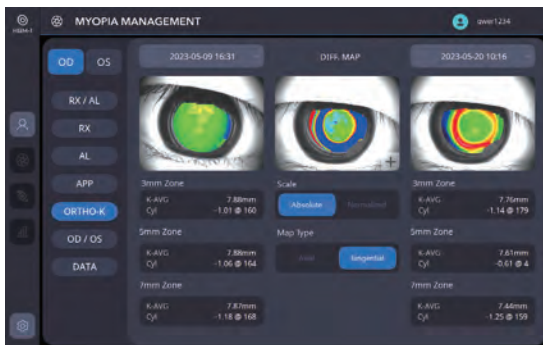 MYOPIA MANAGEMENT
qwer1234
OD OS
RX / AL
RX
AL
APP
ORTHO-K
OD / OS
DATA
2023-05-09 16:31
3mm Zone
K-AVG 7.88mm
Cyl -1.01 @ 160
5mm Zone
K-AVG 7.88mm
Cyl -1.06 @ 164
7mm Zone
K-AVG 7.87mm
Cyl -1.18 @ 168
DIFF. MAP
+
Scale
Absolute Normalized
Map Type
Axial Tangential
2023-05-20 10:16
3mm Zone
K-AVG 7.76mm
Cyl -1.14 @ 179
5mm Zone
K-AVG 7.61mm
Cyl -0.61 @ 4
7mm Zone
K-AVG 7.44mm
Cyl -1.25 @ 159